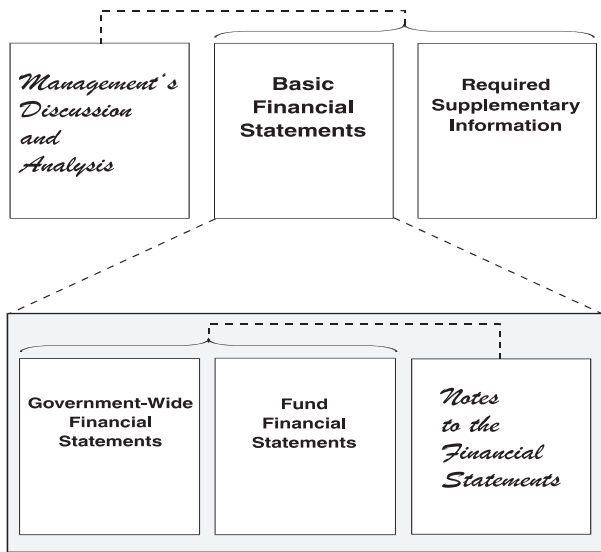 Management's
Discussion
and
Analysis
Basic
Financial
Statements
Required
Supplementary
Information
Government-Wide
Financial
Statements
Fund
Financial
Statements
Notes
to the
Financial
Statements